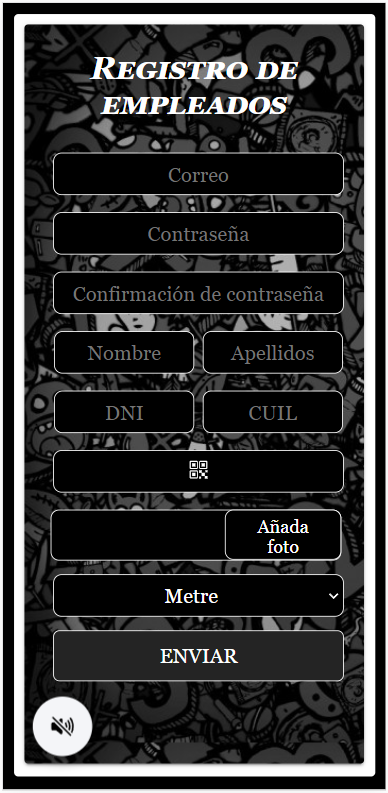 Registro de
empleados
Correo
Contraseña
Confirmación de contraseña
Nombre Apellidos
DNI CUIL
Añada
foto
Metre
ENVIAR